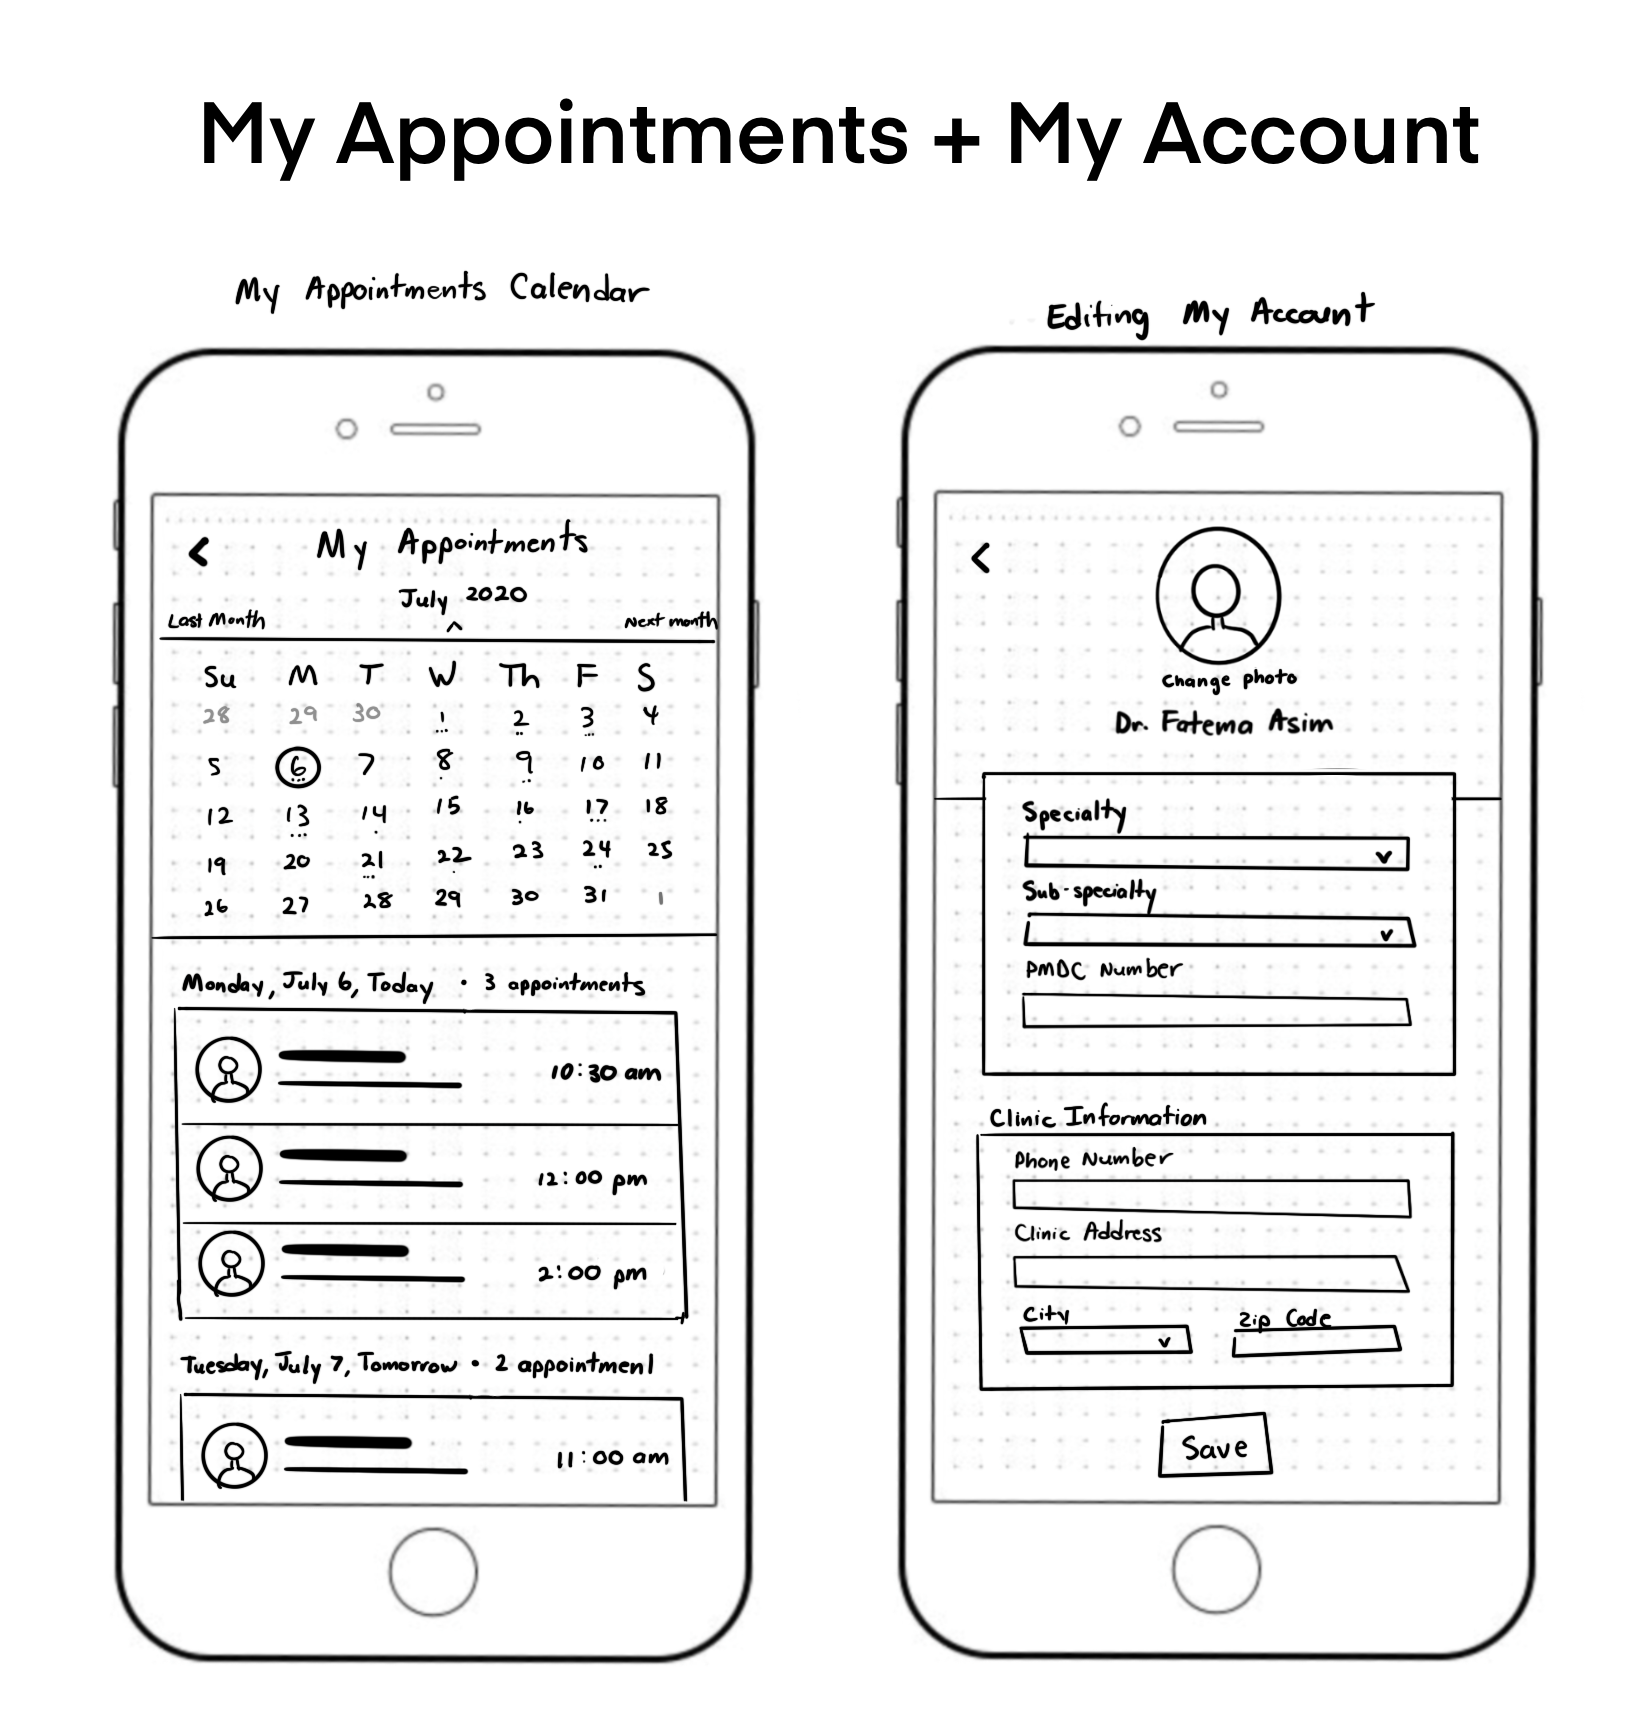 My Appointments + My Account
My Appointments Calendar
My Appointments
July 2020
Last Month
Next month
Su M T W Th F S
28 29 30 1 2 3 4
5 6 7 8 9 10 11
12 13 14 15 16 17 18
19 20 21 22 23 24 25
26 27 28 29 30 31 1
Monday, July 6, Today • 3 appointments
10:30 am
12:00 pm
2:00 pm
Tuesday, July 7, Tomorrow • 2 appointment
11:00 am
Editing My Account
Change photo
Dr. Fatema Asim
Specialty
Sub-specialty
PMDC Number
Clinic Information
Phone Number
Clinic Address
City
Zip Code
Save